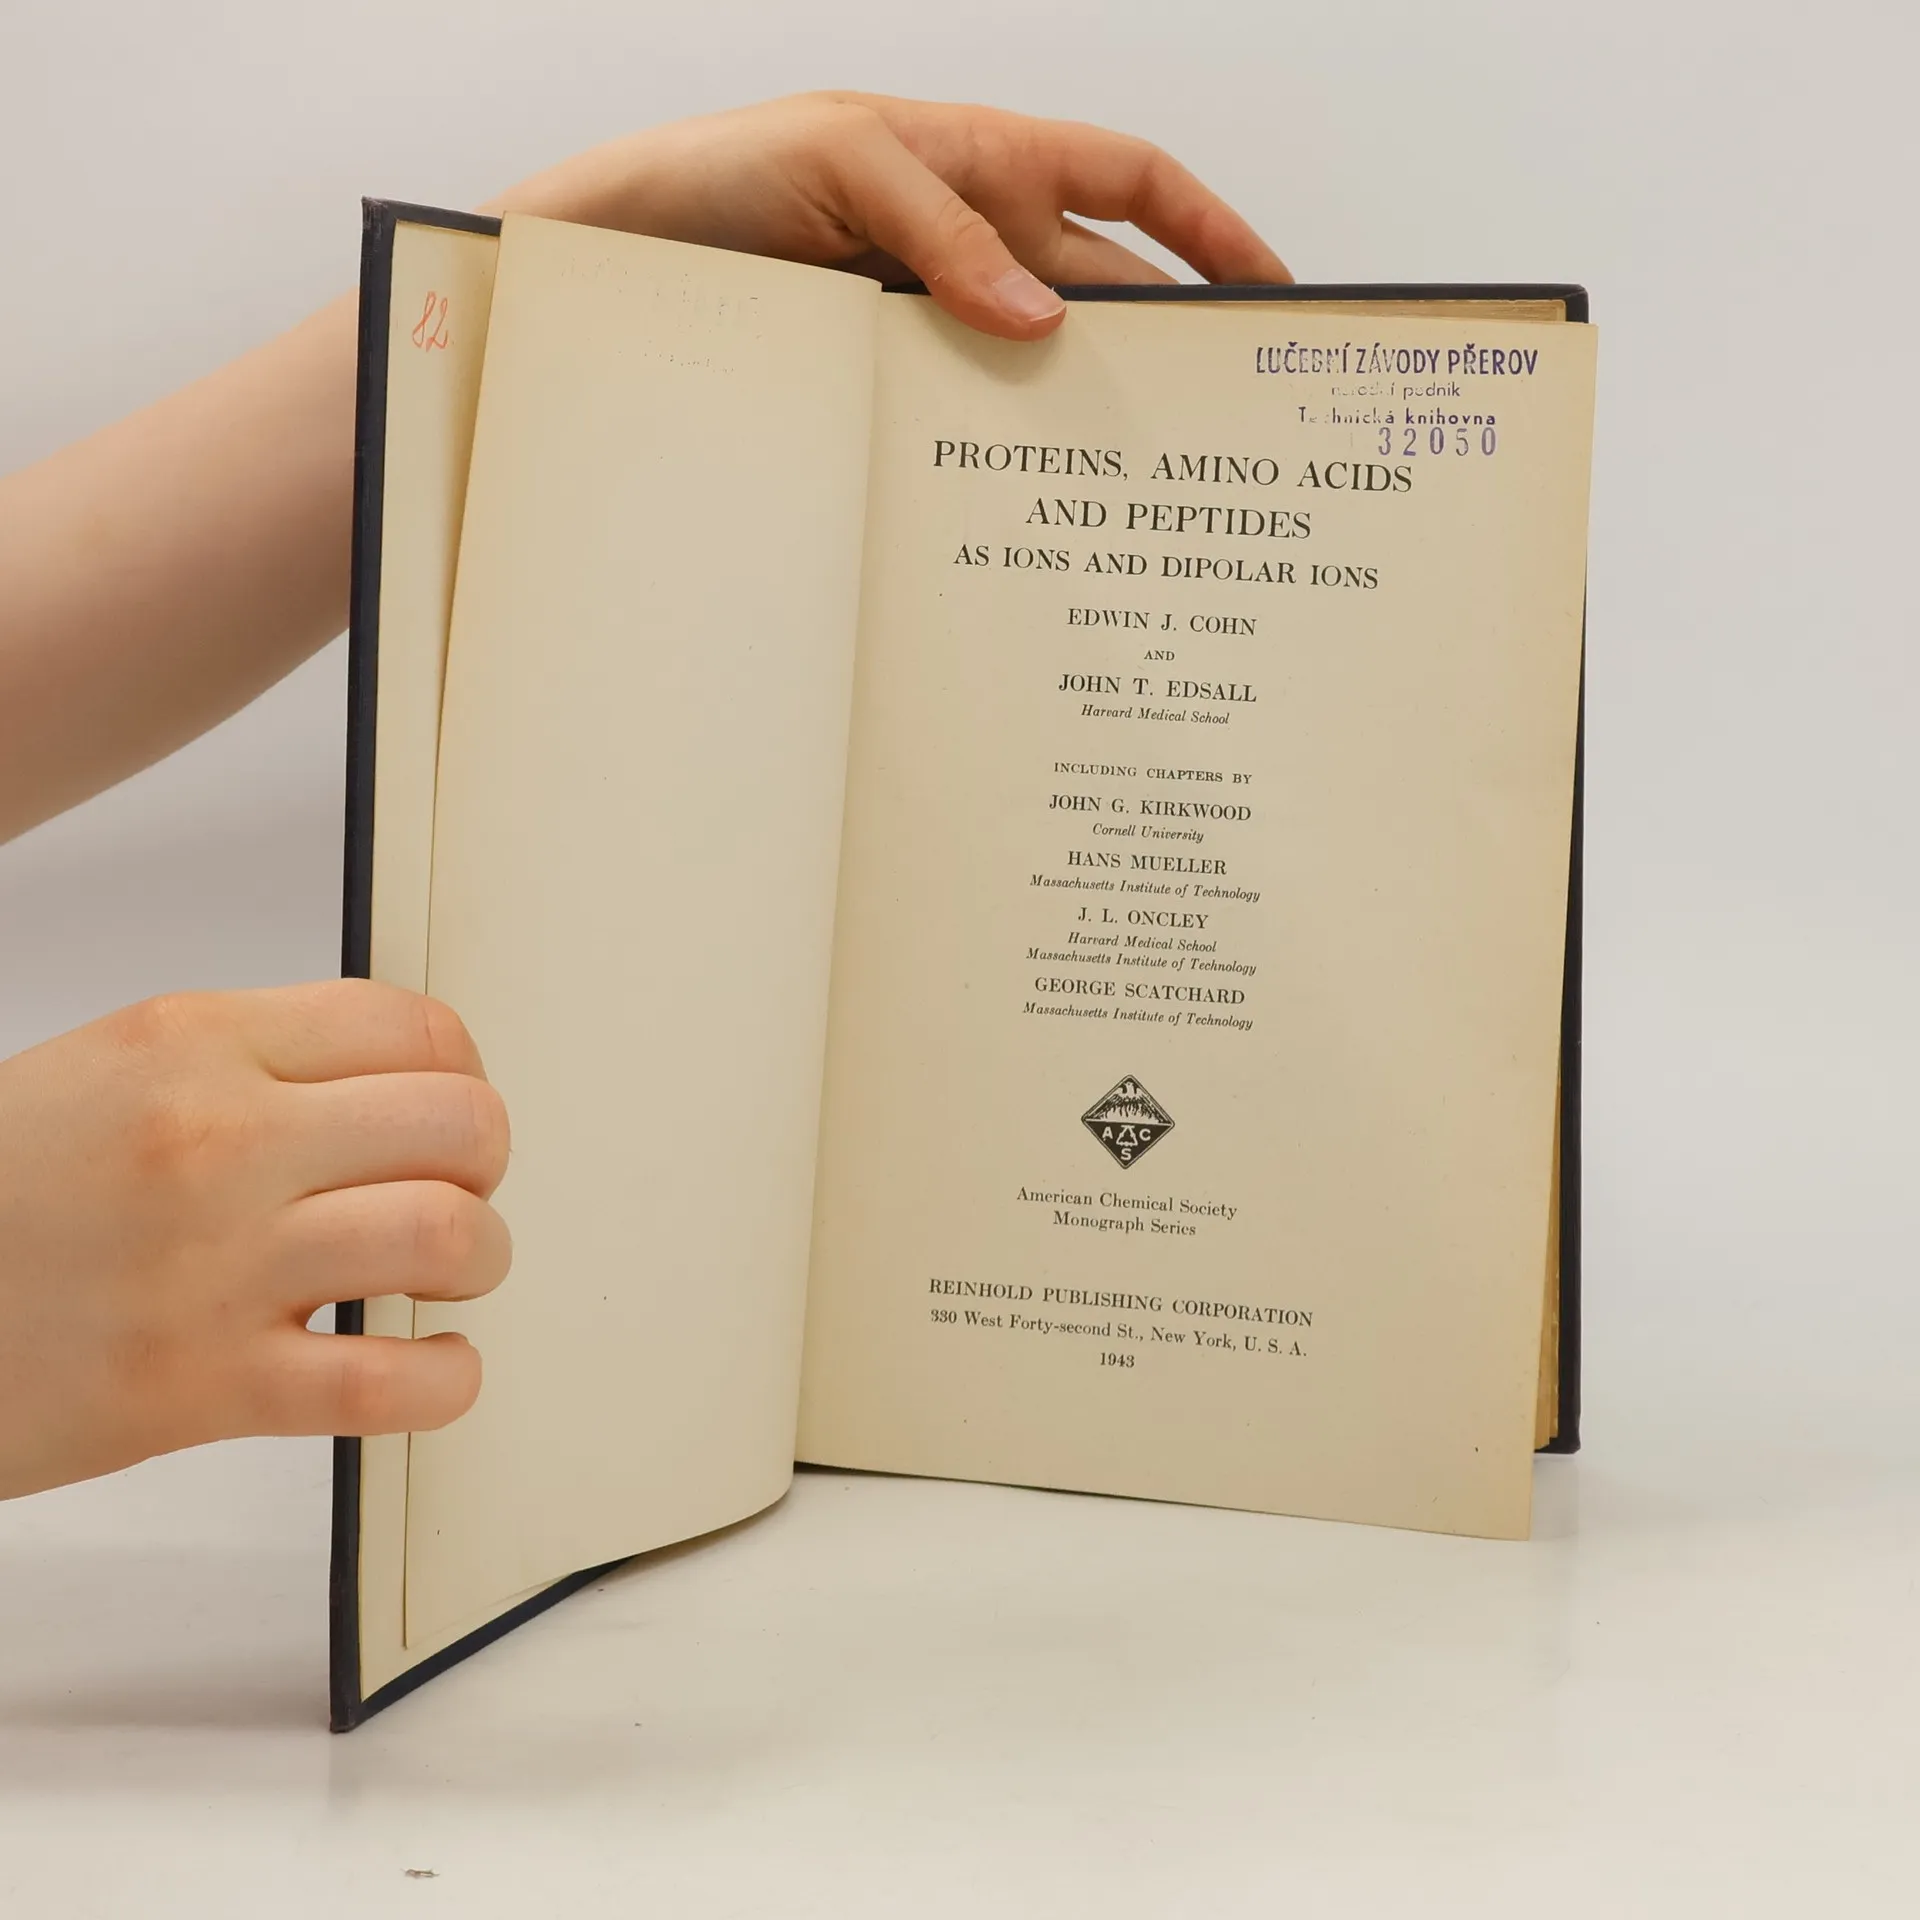 82
LUČEBNÍ ZÁVODY PŘEROV
národní podnik
Technická knihovna
32050
PROTEINS, AMINO ACIDS
AND PEPTIDES
AS IONS AND DIPOLAR IONS
EDWIN J. COHN
AND
JOHN T. EDSALL
Harvard Medical School
INCLUDING CHAPTERS BY
JOHN G. KIRKWOOD
Cornell University
HANS MUELLER
Massachusetts Institute of Technology
J. L. ONCLEY
Harvard Medical School
Massachusetts Institute of Technology
GEORGE SCATCHARD
Massachusetts Institute of Technology
A C
S
American Chemical Society
Monograph Series
REINHOLD PUBLISHING CORPORATION
330 West Forty-second St., New York, U. S. A.
1943